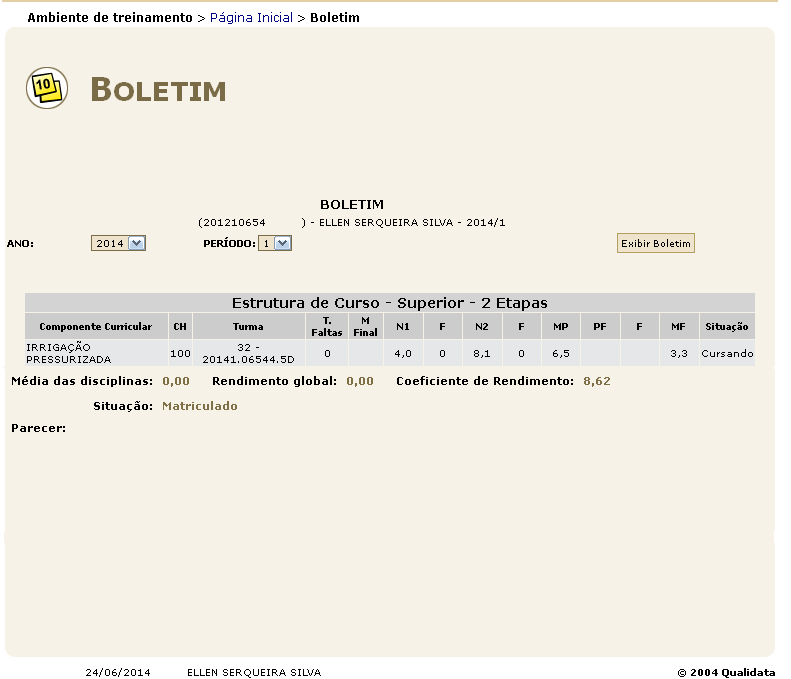 Ambiente de treinamento > Página Inicial > Boletim
10
BOLETIM
BOLETIM
(201210654 ) - ELLEN SERQUEIRA SILVA - 2014/1
ANO: 2014 PERÍODO: 1 Exibir Boletim
Estrutura de Curso - Superior - 2 Etapas
Componente Curricular CH Turma T. Faltas M Final N1 F N2 F MP PF F MF Situação
IRRIGAÇÃO PRESSURIZADA 100 32 - 20141.06544.5D 0 4,0 0 8,1 0 6,5 3,3 Cursando
Média das disciplinas: 0,00 Rendimento global: 0,00 Coeficiente de Rendimento: 8,62
Situação: Matriculado
Parecer:
24/06/2014 ELLEN SERQUEIRA SILVA © 2004 Qualidata